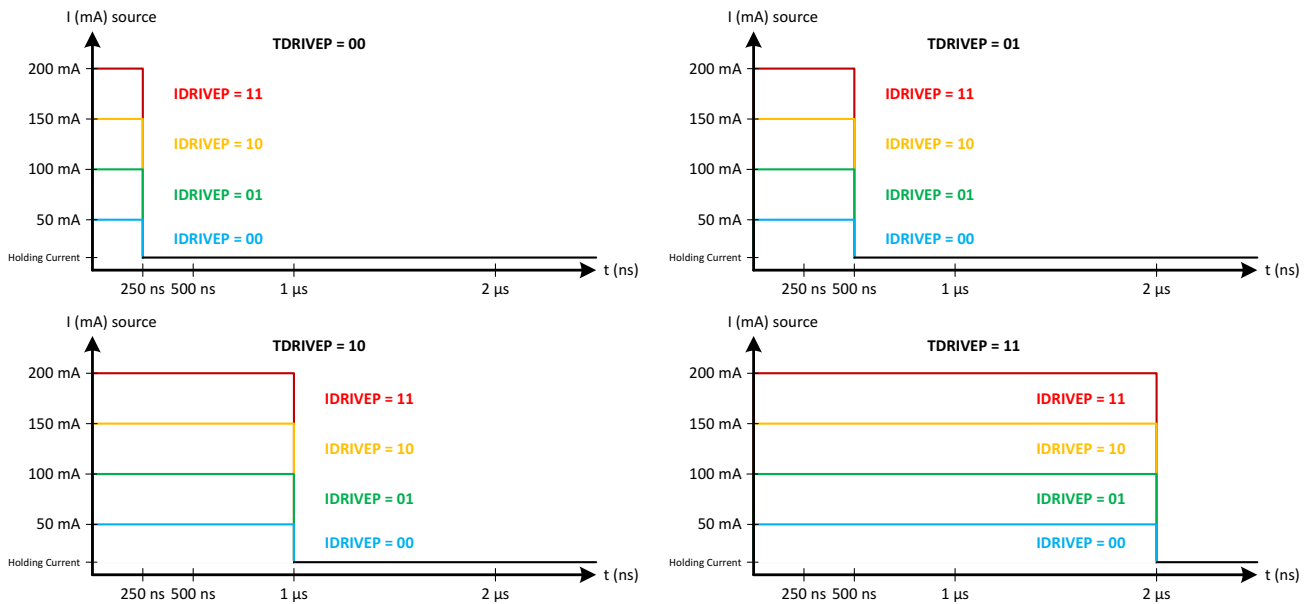 I (mA) source
TDRIVEP = 00
200 mA
IDRIVEP = 11
150 mA
IDRIVEP = 10
100 mA
IDRIVEP = 01
50 mA
IDRIVEP = 00
Holding Current
t (ns)
250 ns 500 ns 1 µs 2 µs
I (mA) source
TDRIVEP = 01
200 mA
IDRIVEP = 11
150 mA
IDRIVEP = 10
100 mA
IDRIVEP = 01
50 mA
IDRIVEP = 00
Holding Current
t (ns)
250 ns 500 ns 1 µs 2 µs
I (mA) source
TDRIVEP = 10
200 mA
IDRIVEP = 11
150 mA
IDRIVEP = 10
100 mA
IDRIVEP = 01
50 mA
IDRIVEP = 00
Holding Current
t (ns)
250 ns 500 ns 1 µs 2 µs
I (mA) source
TDRIVEP = 11
200 mA
IDRIVEP = 11
150 mA
IDRIVEP = 10
100 mA
IDRIVEP = 01
50 mA
IDRIVEP = 00
Holding Current
t (ns)
250 ns 500 ns 1 µs 2 µs